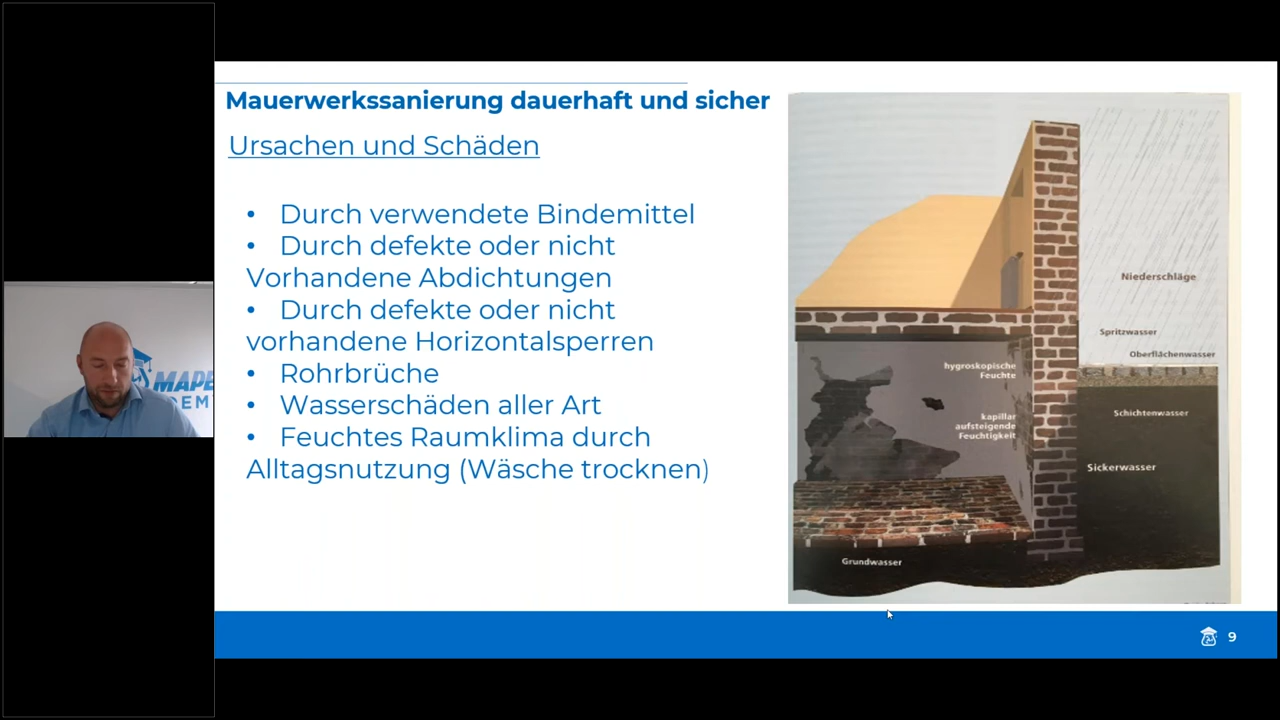 Mauerwerkssanierung dauerhaft und sicher
Ursachen und Schäden
• Durch verwendete Bindemittel
• Durch defekte oder nicht
Vorhandene Abdichtungen
• Durch defekte oder nicht
vorhandene Horizontalsperren
• Rohrbrüche
• Wasserschäden aller Art
• Feuchtes Raumklima durch
Alltagsnutzung (Wäsche trocknen)
Niederschläge
Spritzwasser
Oberflächenwasser
hygroskopische
Feuchte
kapillar
aufsteigende
Feuchtigkeit
Schichtenwasser
Sickerwasser
Grundwasser
MAPE
DEM
9